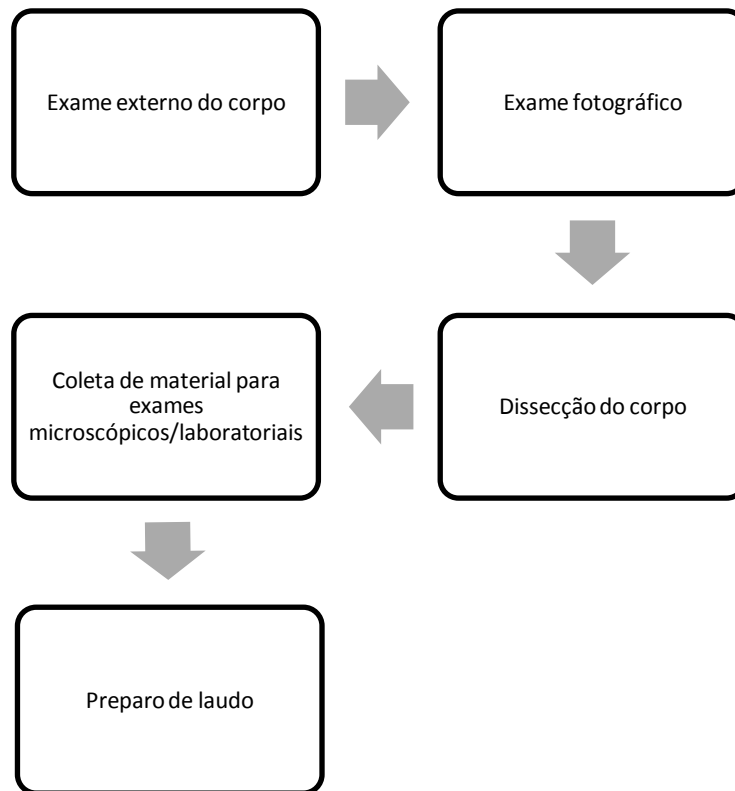 Exame externo do corpo
Exame fotográfico
Dissecção do corpo
Coleta de material para
exames
microscópicos/laboratoriais
Preparo de laudo